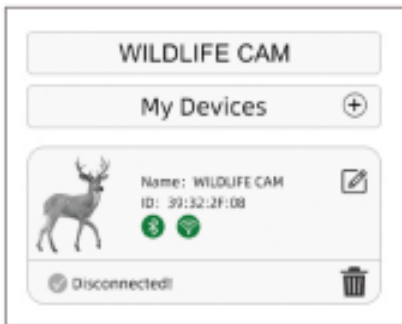 WILDLIFE CAM
My Devices
Name: WILDLIFE CAM
ID: 39:32:2F:08
Disconnected!